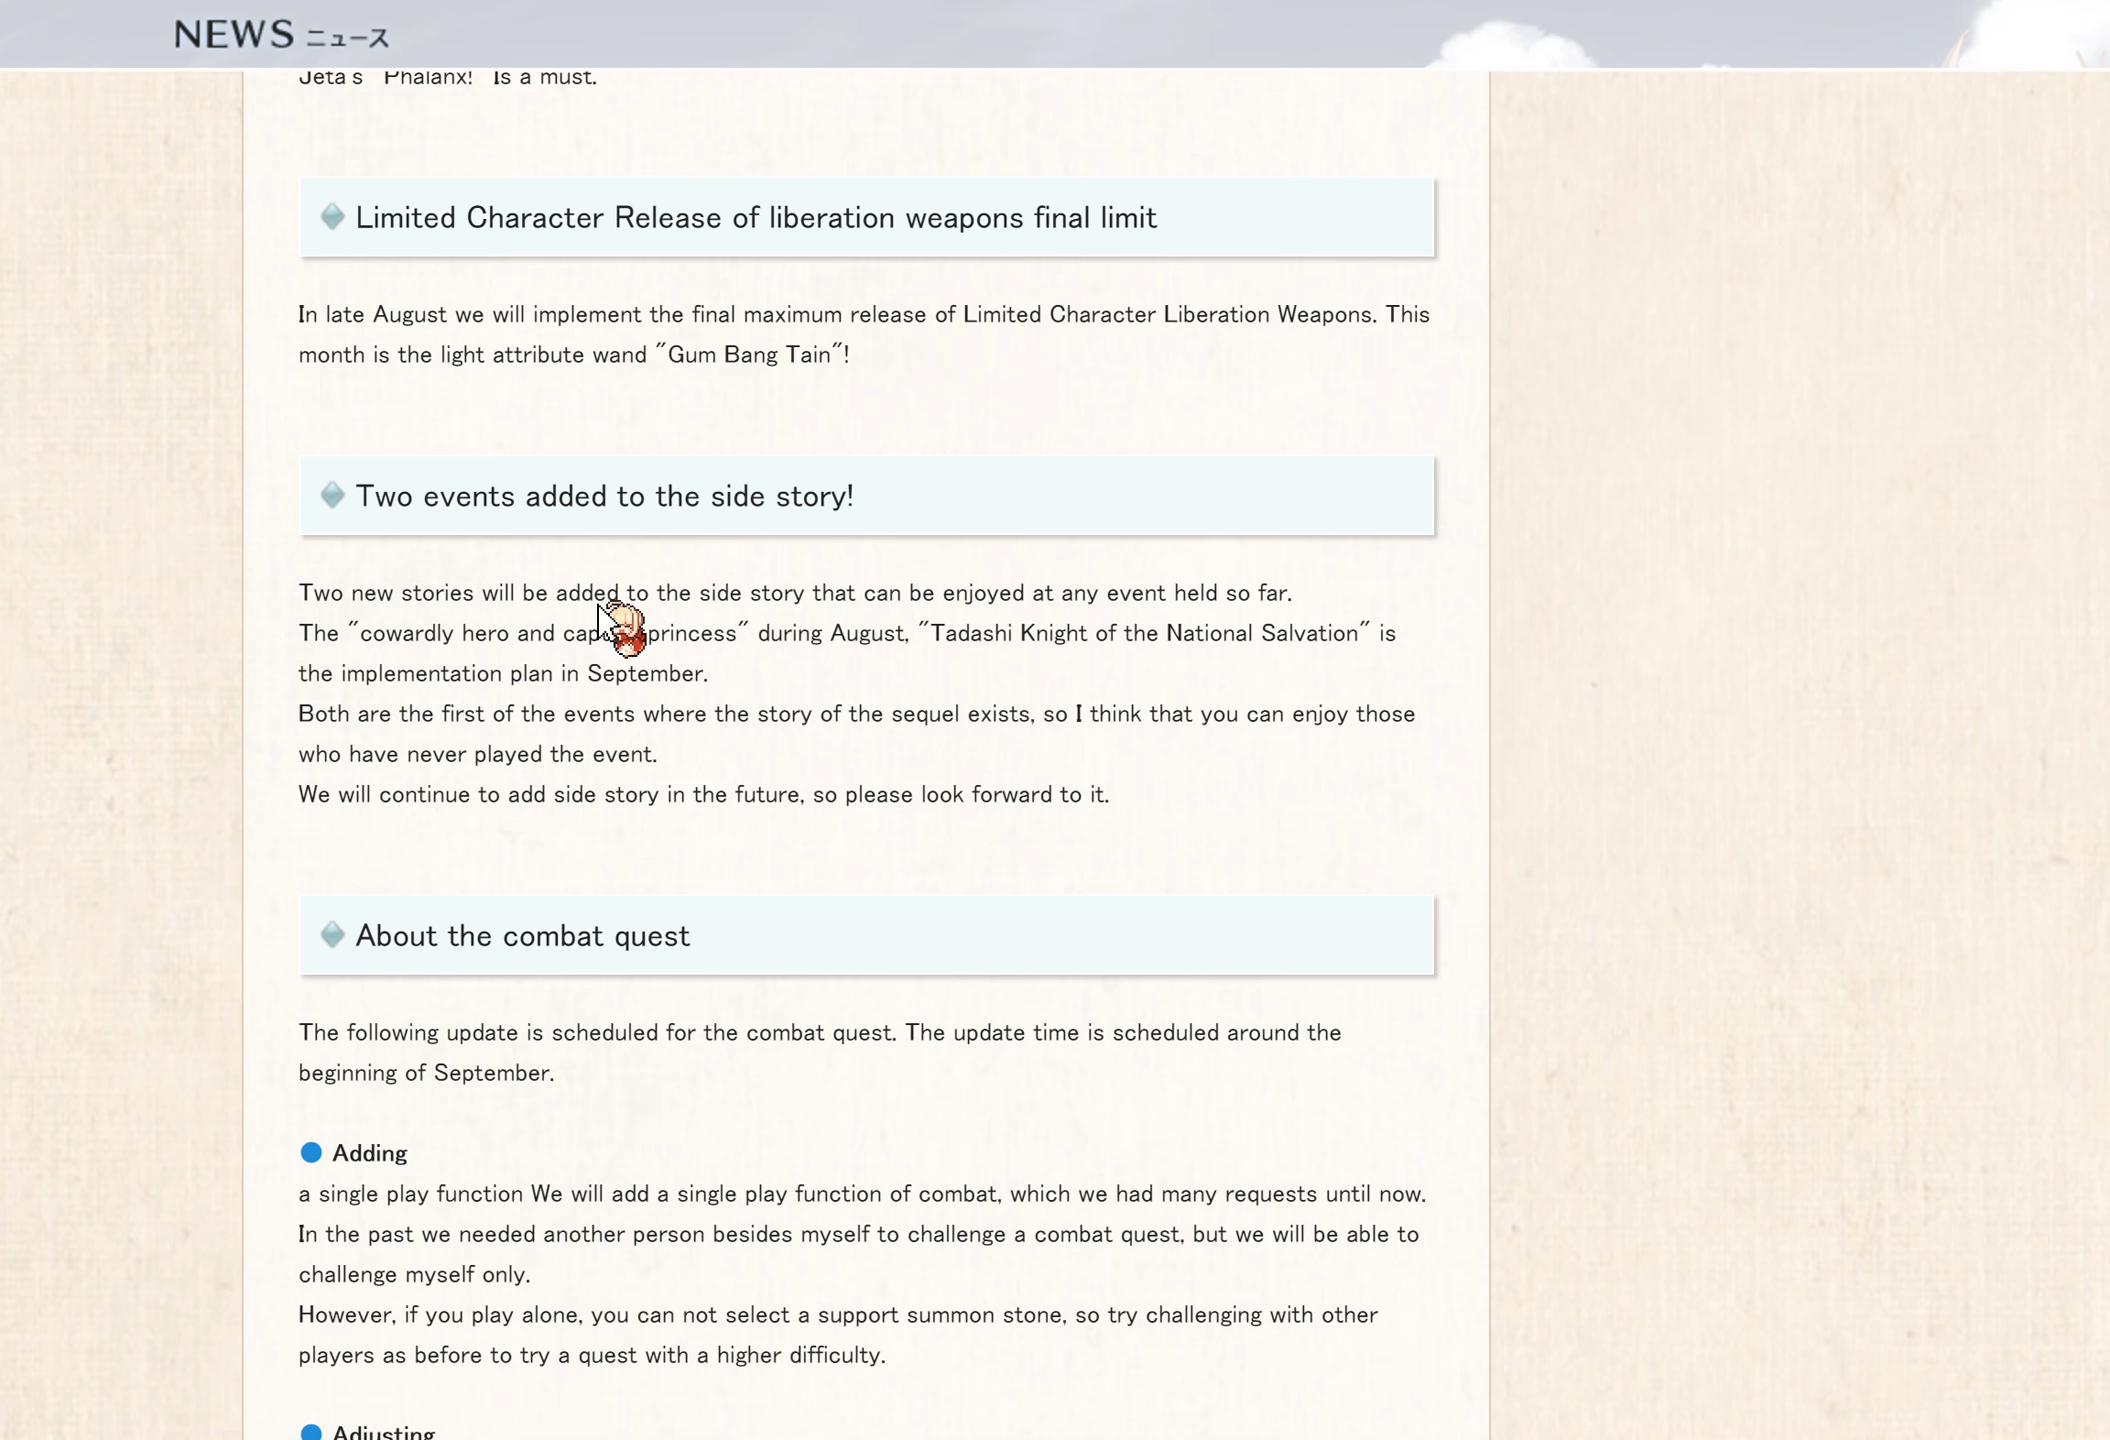 NEWS ニュース
Jeta's "Phalanx!" Is a must.
Limited Character Release of liberation weapons final limit
In late August we will implement the final maximum release of Limited Character Liberation Weapons. This
month is the light attribute wand "Gum Bang Tain"!
Two events added to the side story!
Two new stories will be added to the side story that can be enjoyed at any event held so far.
The "cowardly hero and princess" during August, "Tadashi Knight of the National Salvation" is
the implementation plan in September.
Both are the first of the events where the story of the sequel exists, so I think that you can enjoy those
who have never played the event.
We will continue to add side story in the future, so please look forward to it.
About the combat quest
The following update is scheduled for the combat quest. The update time is scheduled around the
beginning of September.
Adding
a single play function We will add a single play function of combat, which we had many requests until now.
In the past we needed another person besides myself to challenge a combat quest, but we will be able to
challenge myself only.
However, if you play alone, you can not select a support summon stone, so try challenging with other
players as before to try a quest with a higher difficulty.
Adjusting